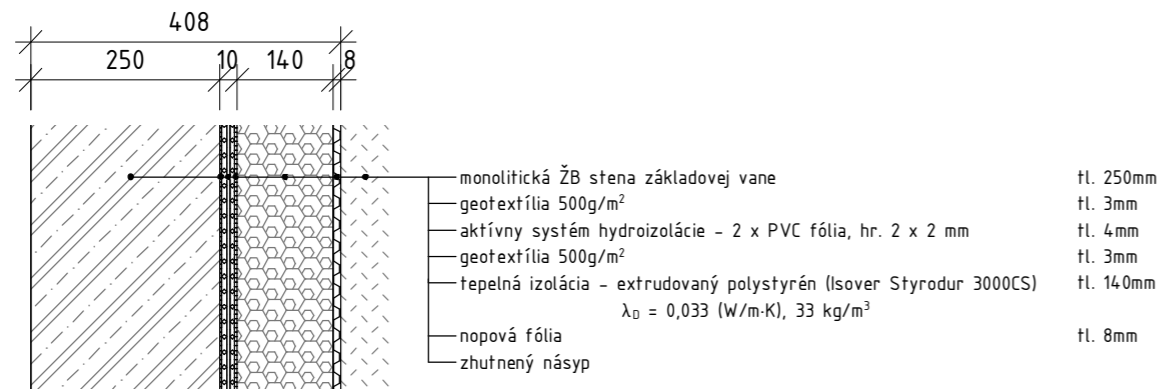 408
250 10 140 8
monolitická ŽB stena základovej vane tl. 250mm
geotextília 500g/m² tl. 3mm
aktívny systém hydroizolácie - 2 x PVC fólia, hr. 2 x 2 mm tl. 4mm
geotextília 500g/m² tl. 3mm
tepelná izolácia - extrudovaný polystyrén (Isover Styrodur 3000CS) tl. 140mm
λD = 0,033 (W/m·K), 33 kg/m³
nopová fólia tl. 8mm
zhutnený násyp